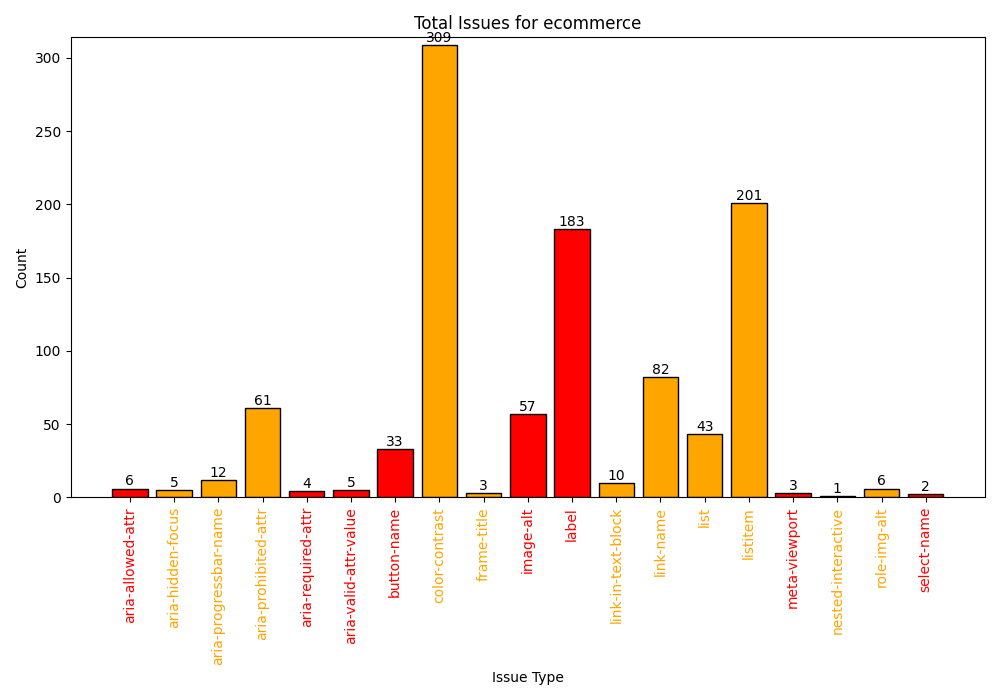 Total Issues for ecommerce
Count
300
250
200
150
100
50
0
6
5
12
61
4
5
33
309
3
57
183
10
82
43
201
3
1
6
2
aria-allowed-attr
aria-hidden-focus
aria-progressbar-name
aria-prohibited-attr
aria-required-attr
aria-valid-attr-value
button-name
color-contrast
frame-title
image-alt
label
link-in-text-block
link-name
list
listitem
meta-viewport
nested-interactive
role-img-alt
select-name
Issue Type